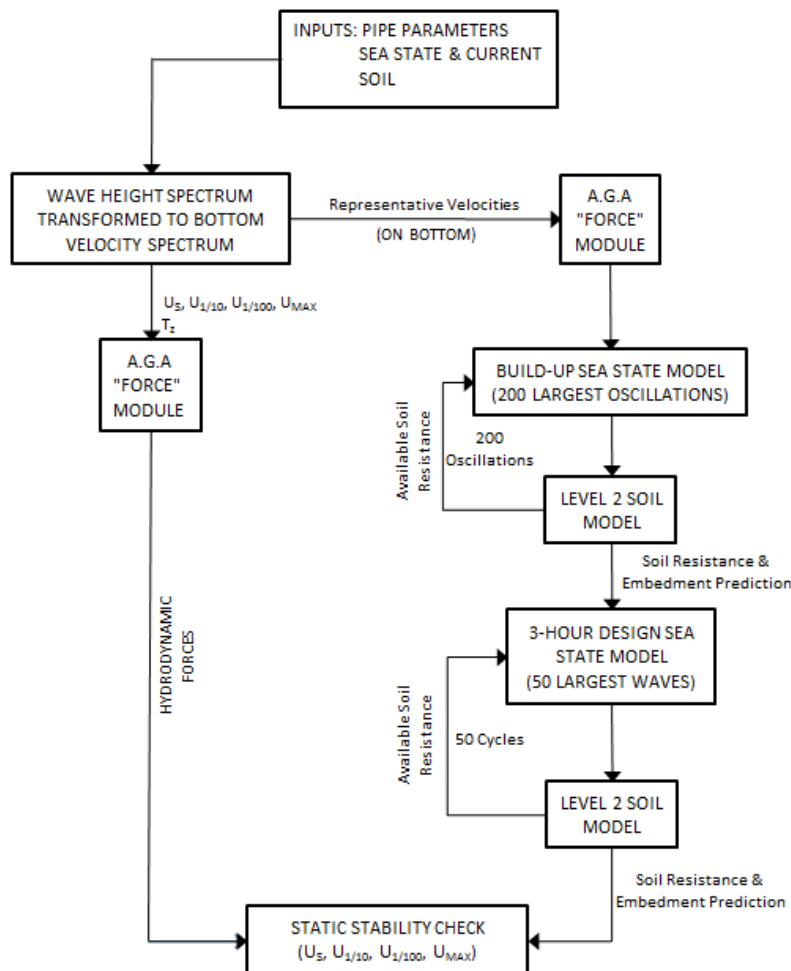 INPUTS: PIPE PARAMETERS
SEA STATE & CURRENT
SOIL
WAVE HEIGHT SPECTRUM
TRANSFORMED TO BOTTOM
VELOCITY SPECTRUM
Representative Velocities
(ON BOTTOM)
A.G.A
"FORCE"
MODULE
U_S, U_1/10, U_1/100, U_MAX
T_z
A.G.A
"FORCE"
MODULE
BUILD-UP SEA STATE MODEL
(200 LARGEST OSCILLATIONS)
Available Soil
Resistance
200
Oscillations
LEVEL 2 SOIL
MODEL
Soil Resistance &
Embedment Prediction
HYDRODYNAMIC
FORCES
3-HOUR DESIGN SEA
STATE MODEL
(50 LARGEST WAVES)
Available Soil
Resistance
50 Cycles
LEVEL 2 SOIL
MODEL
Soil Resistance &
Embedment Prediction
STATIC STABILITY CHECK
(U_S, U_1/10, U_1/100, U_MAX)